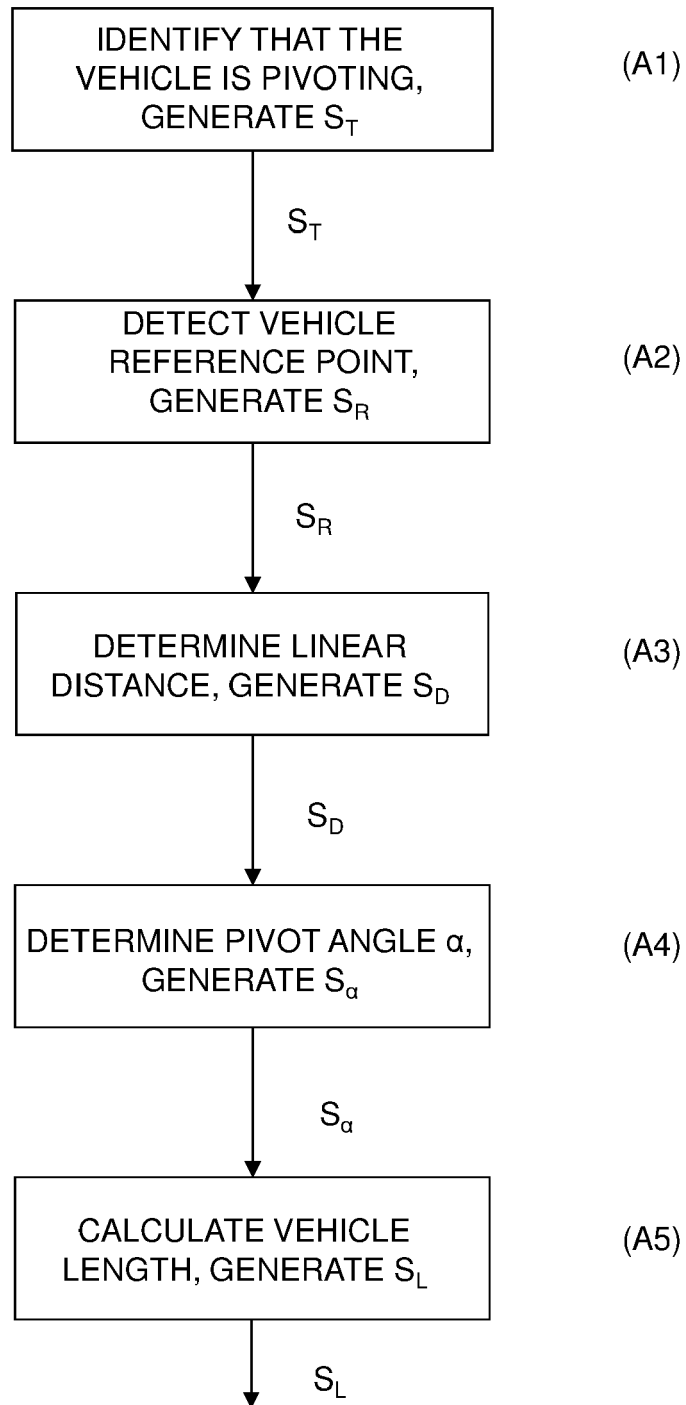 IDENTIFY THAT THE
VEHICLE IS PIVOTING,
GENERATE S_T
(A1)
S_T
DETECT VEHICLE
REFERENCE POINT,
GENERATE S_R
(A2)
S_R
DETERMINE LINEAR
DISTANCE, GENERATE S_D
(A3)
S_D
DETERMINE PIVOT ANGLE α,
GENERATE S_α
(A4)
S_α
CALCULATE VEHICLE
LENGTH, GENERATE S_L
(A5)
S_L